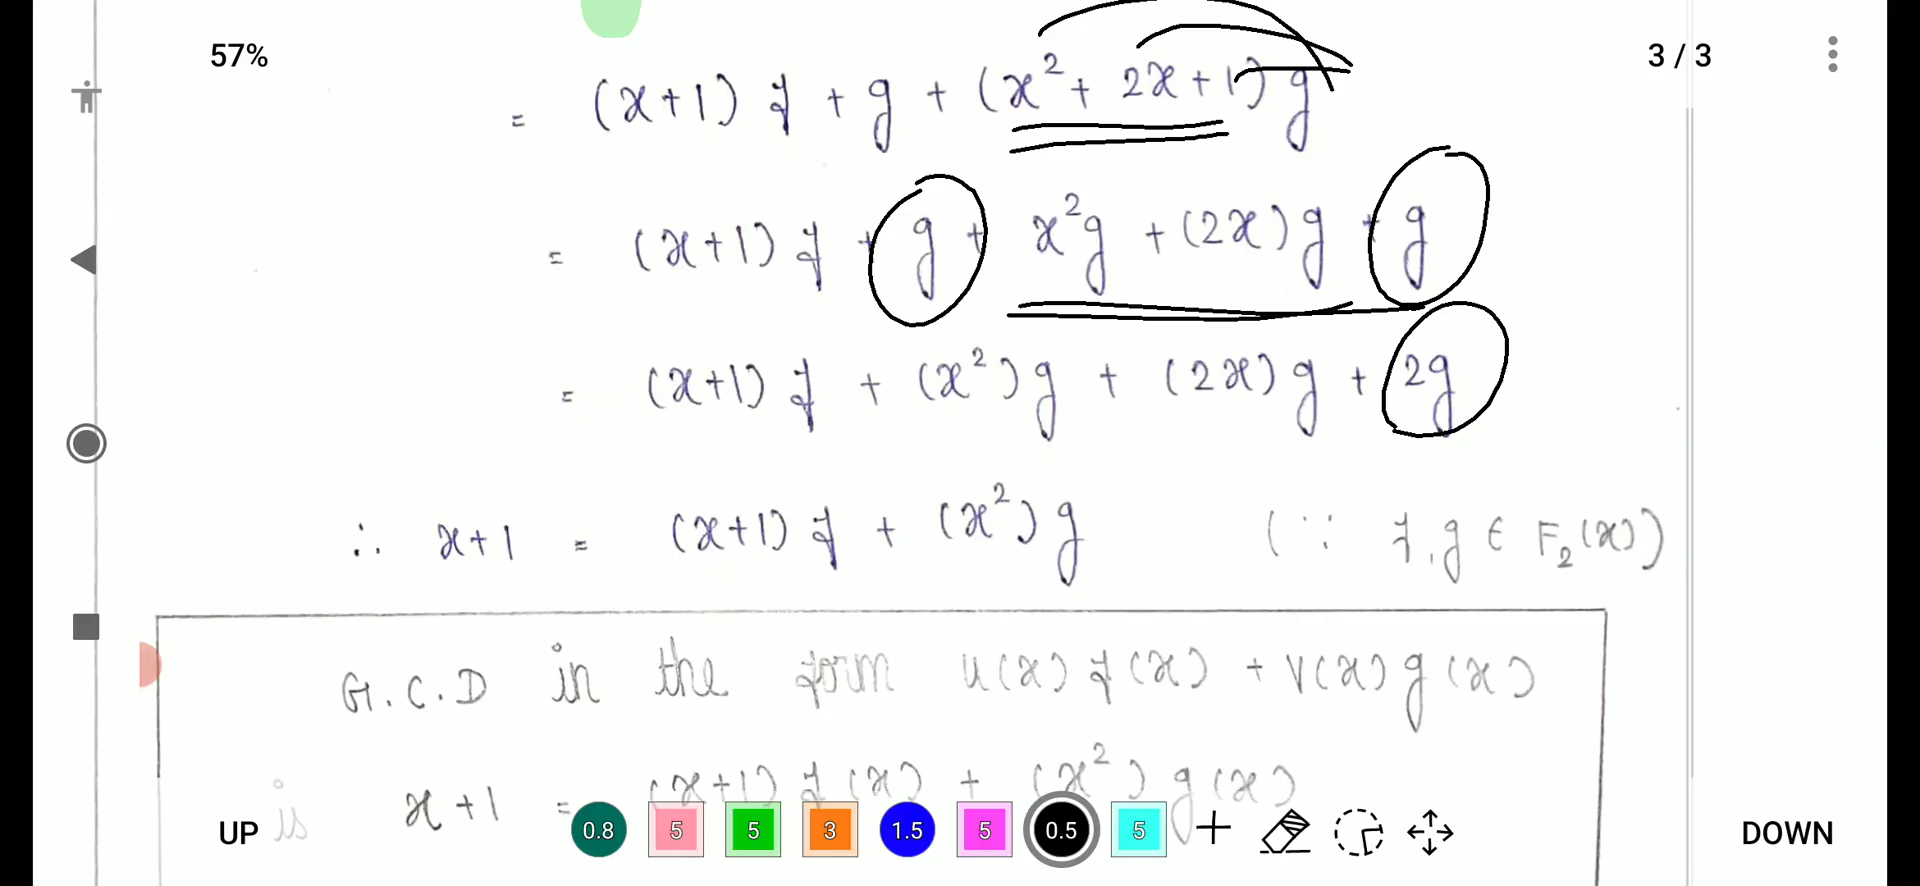 57%
3 / 3
= (x+1) f + g + (x² + 2x + 1) g
= (x+1) f + g + x²g + (2x) g + g
= (x+1) f + (x²) g + (2x) g + 2g
∴ x+1 = (x+1) f + (x²) g (∵ f, g ∈ F₂(x))
G.C.D in the form u(x) f(x) + v(x) g(x)
is x+1 = (x+1) f(x) + (x²) g(x)
UP 0.8 5 5 3 1.5 5 0.5 5 DOWN